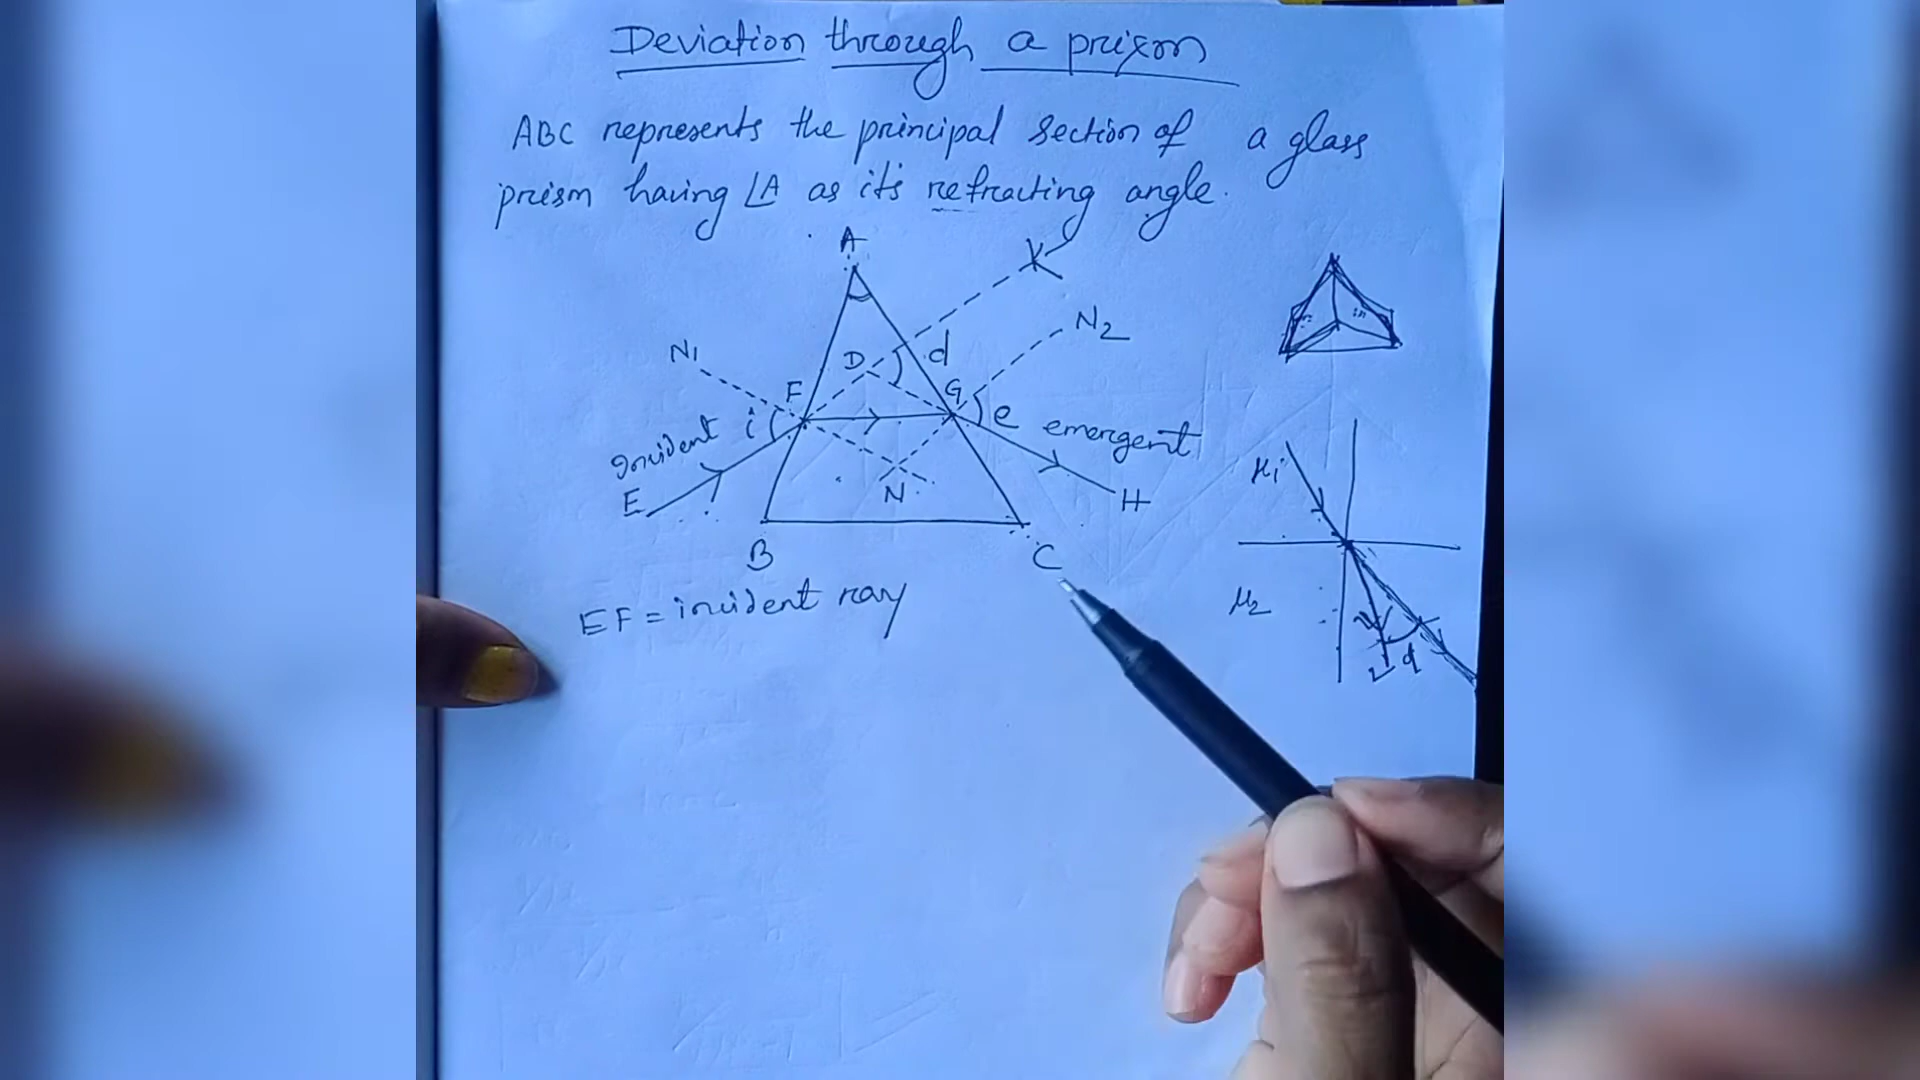 Deviation through a prism
ABC represents the principal section of a glass
prism having ∠A as its refracting angle.
A
K
N₁
D
d
N₂
F
G
Incident
i
e
emergent
E
N
H
B
C
EF = incident ray
μ₁
μ₂
d